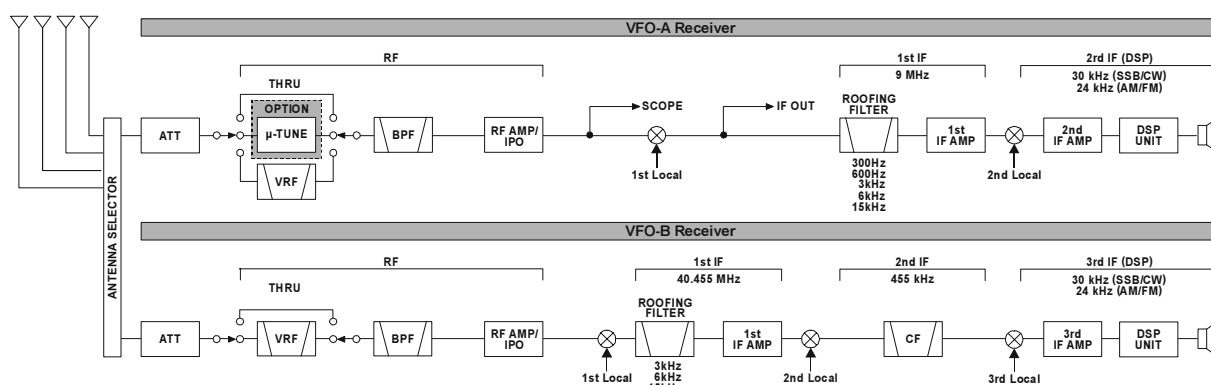 VFO-A Receiver
RF
1st IF
9 MHz
2rd IF (DSP)
30 kHz (SSB/CW)
24 kHz (AM/FM)
THRU
OPTION
µ-TUNE
VRF
ATT
BPF
RF AMP/
IPO
SCOPE
1st Local
IF OUT
ROOFING
FILTER
300Hz
600Hz
3kHz
6kHz
15kHz
1st
IF AMP
2nd Local
2nd
IF AMP
DSP
UNIT
ANTENNA SELECTOR
VFO-B Receiver
RF
1st IF
40.455 MHz
2nd IF
455 kHz
3rd IF (DSP)
30 kHz (SSB/CW)
24 kHz (AM/FM)
THRU
ATT
VRF
BPF
RF AMP/
IPO
1st Local
ROOFING
FILTER
3kHz
6kHz
1st
IF AMP
2nd Local
CF
3rd Local
3rd
IF AMP
DSP
UNIT